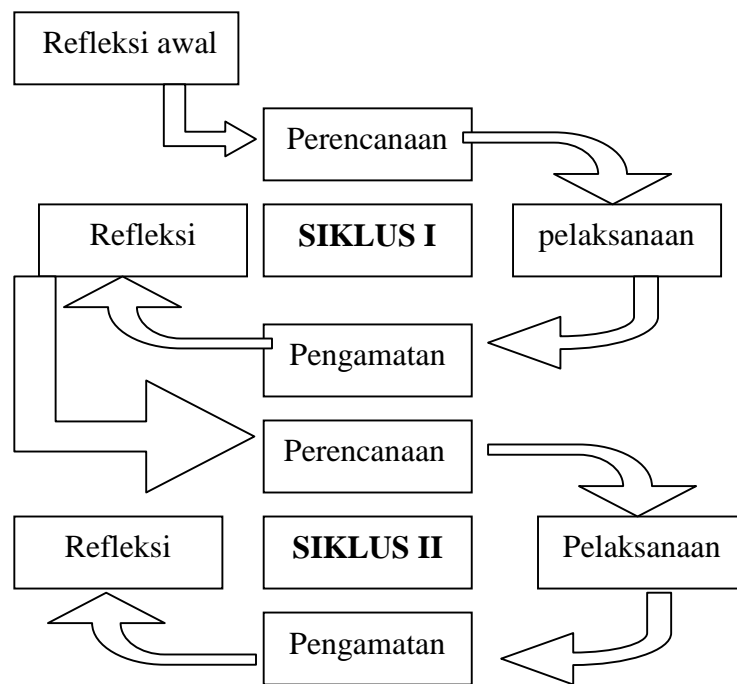 Refleksi awal
Perencanaan
Refleksi
SIKLUS I
pelaksanaan
Pengamatan
Perencanaan
Refleksi
SIKLUS II
Pelaksanaan
Pengamatan